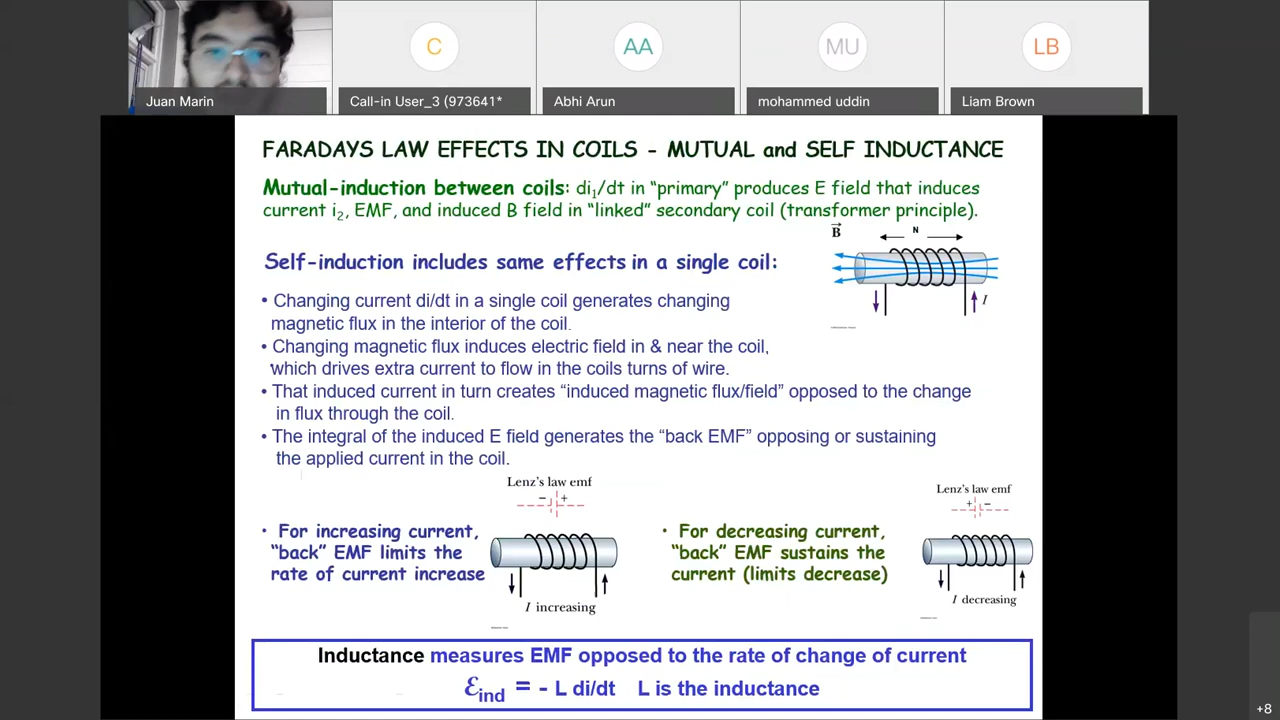 Juan Marin
C
Call-in User_3 (973641*
AA
Abhi Arun
MU
mohammed uddin
LB
Liam Brown
FARADAYS LAW EFFECTS IN COILS - MUTUAL and SELF INDUCTANCE
Mutual-induction between coils: di₁/dt in “primary” produces E field that induces
current i₂, EMF, and induced B field in “linked” secondary coil (transformer principle).
B⃗
N
I
Self-induction includes same effects in a single coil:
• Changing current di/dt in a single coil generates changing
magnetic flux in the interior of the coil.
• Changing magnetic flux induces electric field in & near the coil,
which drives extra current to flow in the coils turns of wire.
• That induced current in turn creates “induced magnetic flux/field” opposed to the change
in flux through the coil.
• The integral of the induced E field generates the “back EMF” opposing or sustaining
the applied current in the coil.
• For increasing current,
“back” EMF limits the
rate of current increase
Lenz's law emf
− +
I increasing
• For decreasing current,
“back” EMF sustains the
current (limits decrease)
Lenz's law emf
+ −
I decreasing
Inductance measures EMF opposed to the rate of change of current
ℰind = - L di/dt L is the inductance
+8